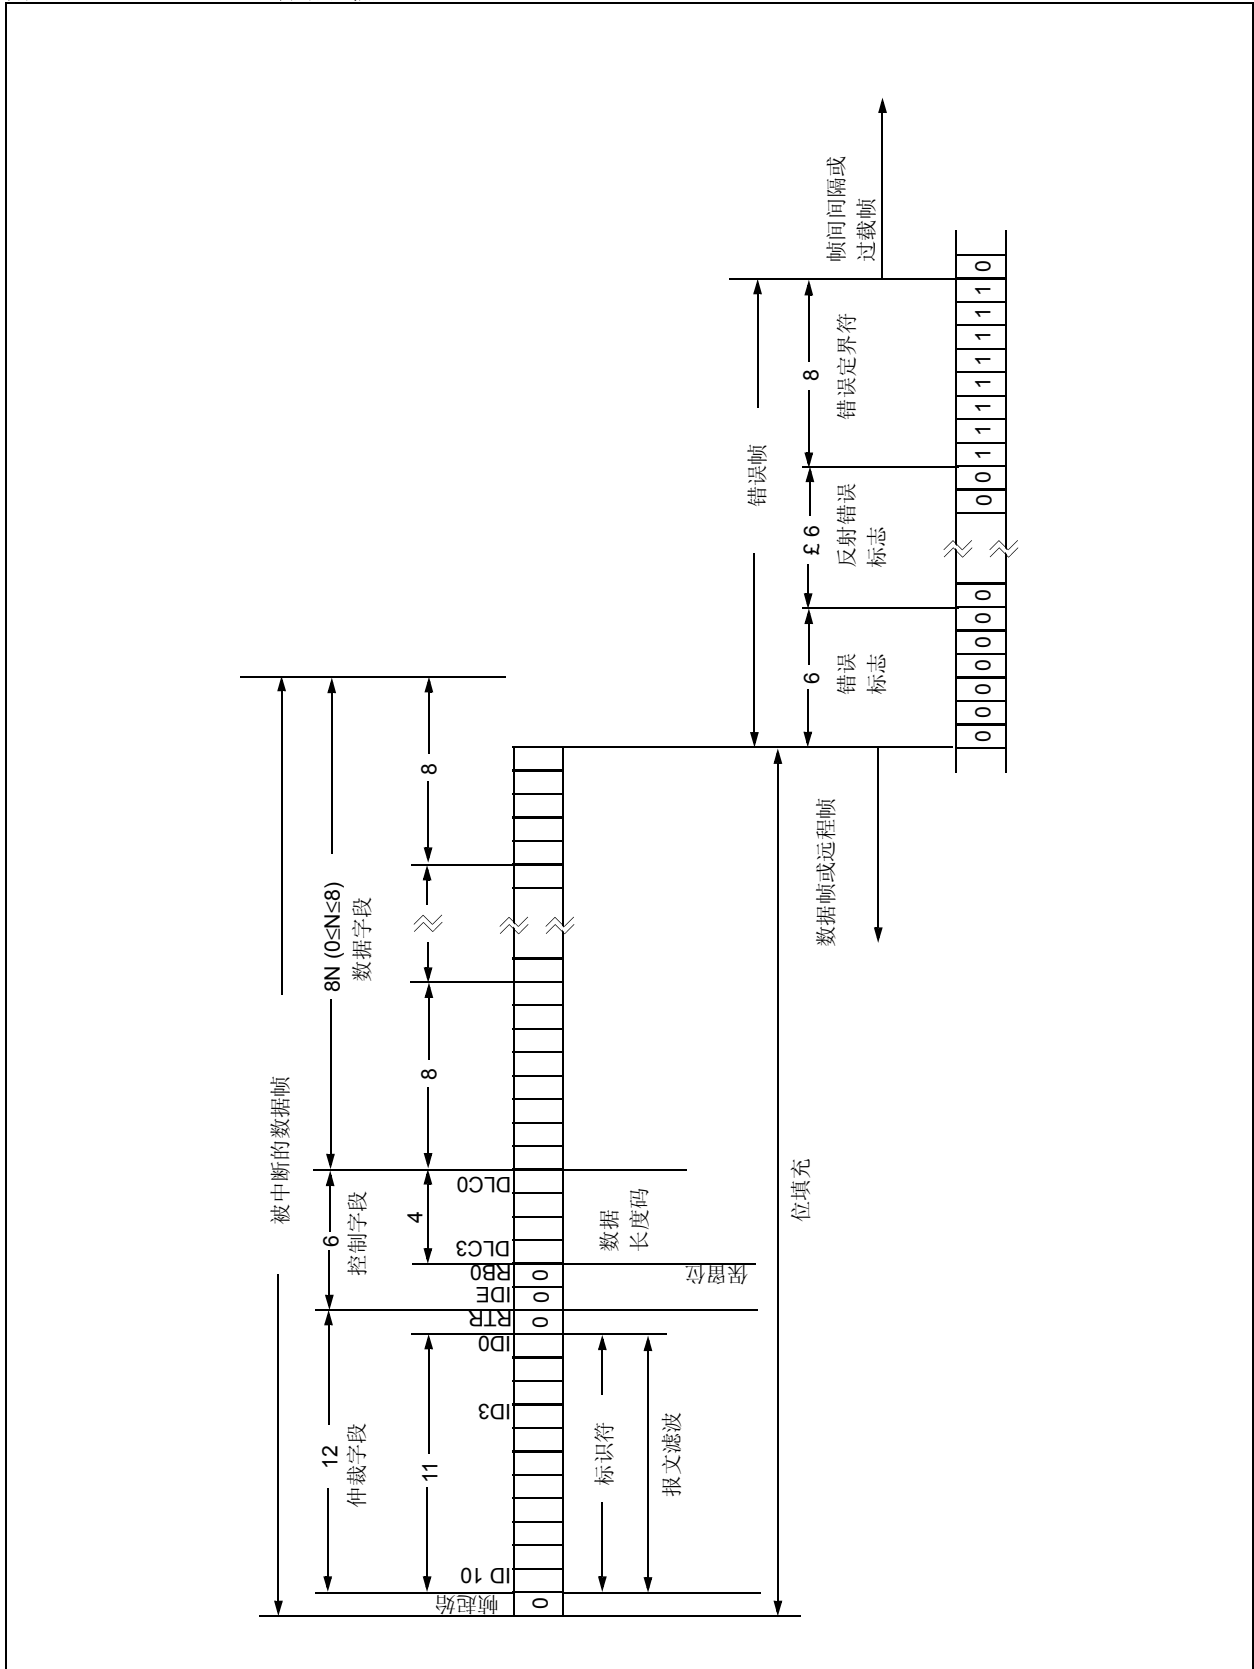 被中断的数据帧
12
仲裁字段
6
控制字段
8N (0≤N≤8)
数据字段
11
4
8
8
帧起始
ID 10
ID3
ID0
RTR
IDE
RB0
DLC3
DLC0
0
0
0
0
标识符
报文滤波
数据
长度码
保留位
位填充
数据帧或远程帧
错误帧
6
错误
标志
£ 6
反射错误
标志
8
错误定界符
帧间间隔或
过载帧
0 0 0 0 0 0 0 0 0 1 1 1 1 1 1 1 1 0